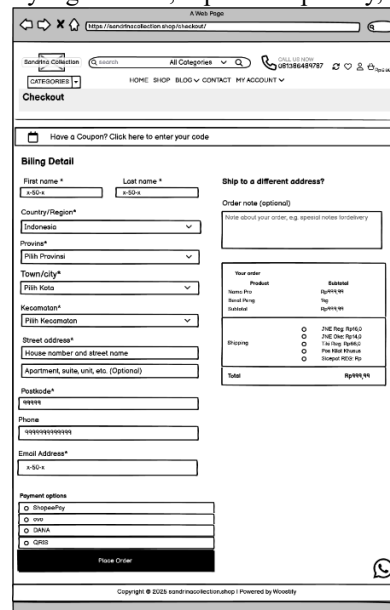 A Web Page
https://sandrinacollection.shop/checkout/
Sandrina Collection
search
All Categories
CALL US NOW
081386489787
CATEGORIES
HOME SHOP BLOG CONTACT MY ACCOUNT
Checkout
Have a Coupon? Click here to enter your code
Biling Detail
First name * Last name *
x-50-x x-50-x
Country/Region*
Indonesia
Provins*
Pilih Provinsi
Town/city*
Pilih Kota
Kecamatan*
Pilih Kecamatan
Street address*
House namber and street name
Apartment, suite, unit, etc. (Optional)
Postkode*
99999
Phone
9999999999999
Email Address*
x-50-x
Ship to a different address?
Order note (optional)
Note about your order, e.g. special notes fordelivery
Your order
Product Subtotal
Nama Pro Rp999,99
Berat Peng
Subtotal Rp999,99
Shipping
JNE Reg: Rp16,0
JNE Oke: Rp14,0
Pos Kilat Khusus
Sicepat REG: Rp
Total Rp999,99
Payment options
ShopeePay
ovo
DANA
QRIS
Place Order
Copyright © 2025 sandrinacollection.shop | Powered by Woostify